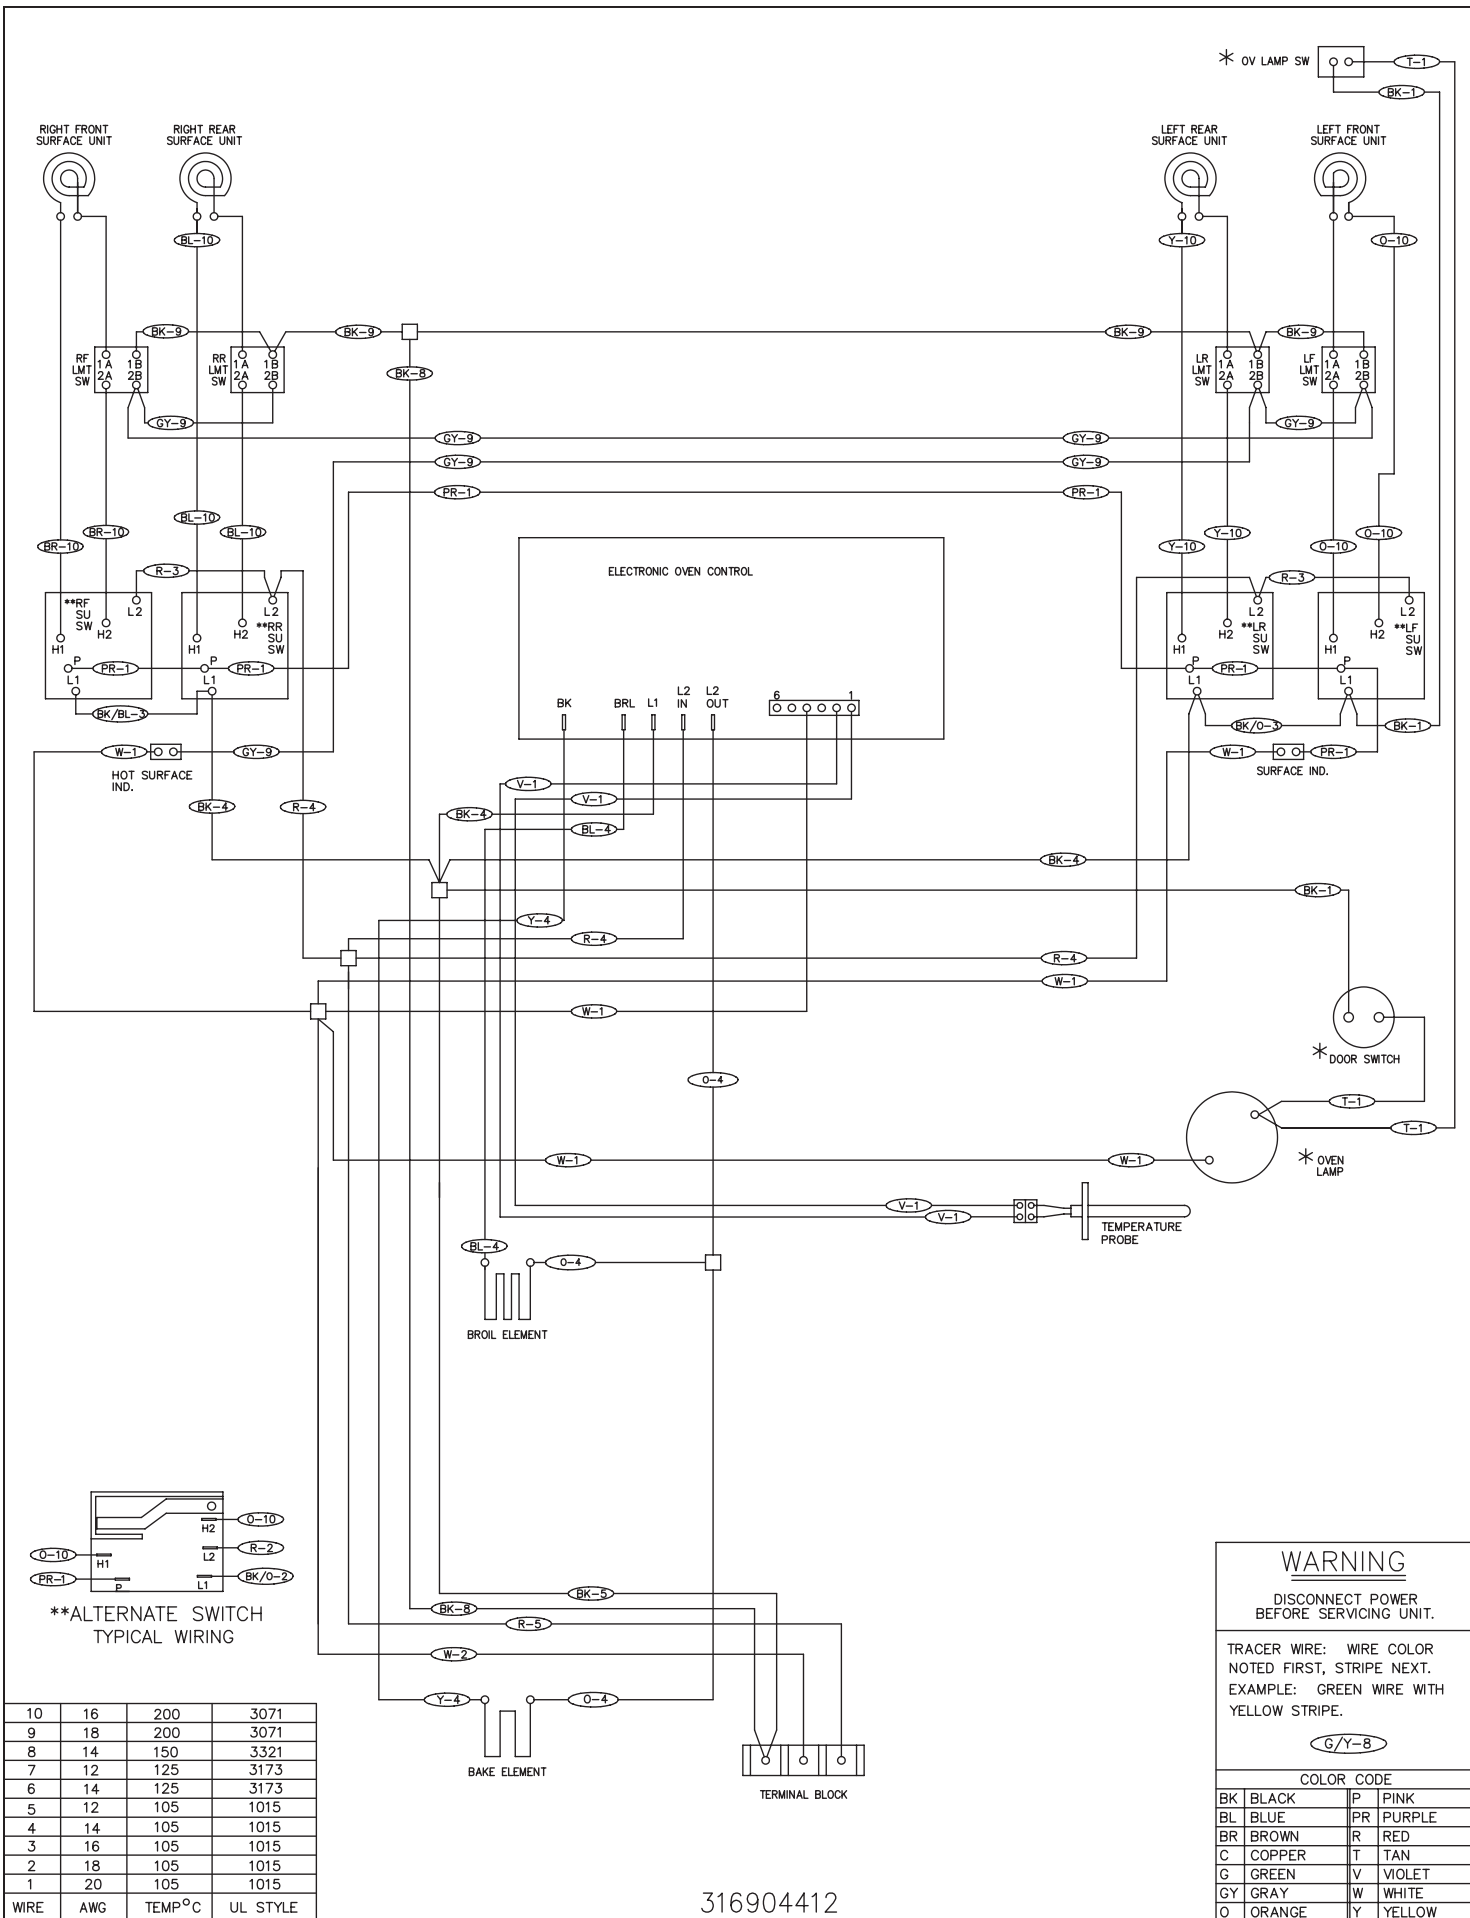 OV LAMP SW
T-1
BK-1
RIGHT FRONT
SURFACE UNIT
RIGHT REAR
SURFACE UNIT
LEFT REAR
SURFACE UNIT
LEFT FRONT
SURFACE UNIT
BL-10
Y-10
O-10
BK-9
BK-9
BK-9
BK-9
RF
LMT
SW
1A
2A
1B
2B
RR
LMT
SW
1A
2A
1B
2B
BK-8
LR
LMT
SW
1A
2A
1B
2B
LF
LMT
SW
1A
2A
1B
2B
GY-9
GY-9
GY-9
GY-9
GY-9
GY-9
PR-1
PR-1
BR-10
BR-10
BL-10
BL-10
Y-10
Y-10
O-10
O-10
ELECTRONIC OVEN CONTROL
R-3
R-3
**RF
SU
SW
H1
H2
L2
P
L1
PR-1
**RR
SU
SW
H1
H2
L2
P
L1
PR-1
BK/BL-3
**LR
SU
SW
H1
H2
L2
P
L1
PR-1
**LF
SU
SW
H1
H2
L2
P
L1
BK/O-3
BK-1
BK
BRL
L1
L2
IN
L2
OUT
6
1
W-1
GY-9
HOT SURFACE
IND.
W-1
PR-1
SURFACE IND.
BK-4
R-4
V-1
V-1
BK-4
BL-4
BK-4
BK-1
Y-4
R-4
R-4
W-1
W-1
DOOR SWITCH
O-4
T-1
T-1
W-1
W-1
OVEN
LAMP
V-1
V-1
TEMPERATURE
PROBE
BL-4
O-4
BROIL ELEMENT
H2
O-10
O-10
H1
L2
R-2
PR-1
P
L1
BK/O-2
**ALTERNATE SWITCH
TYPICAL WIRING
BK-5
BK-8
R-5
W-2
Y-4
O-4
BAKE ELEMENT
TERMINAL BLOCK
WARNING
DISCONNECT POWER
BEFORE SERVICING UNIT.
TRACER WIRE: WIRE COLOR
NOTED FIRST, STRIPE NEXT.
EXAMPLE: GREEN WIRE WITH
YELLOW STRIPE.
G/Y-8
COLOR CODE
BK BLACK P PINK
BL BLUE PR PURPLE
BR BROWN R RED
C COPPER T TAN
G GREEN V VIOLET
GY GRAY W WHITE
O ORANGE Y YELLOW
10 16 200 3071
9 18 200 3071
8 14 150 3321
7 12 125 3173
6 14 125 3173
5 12 105 1015
4 14 105 1015
3 16 105 1015
2 18 105 1015
1 20 105 1015
WIRE AWG TEMP°C UL STYLE
316904412